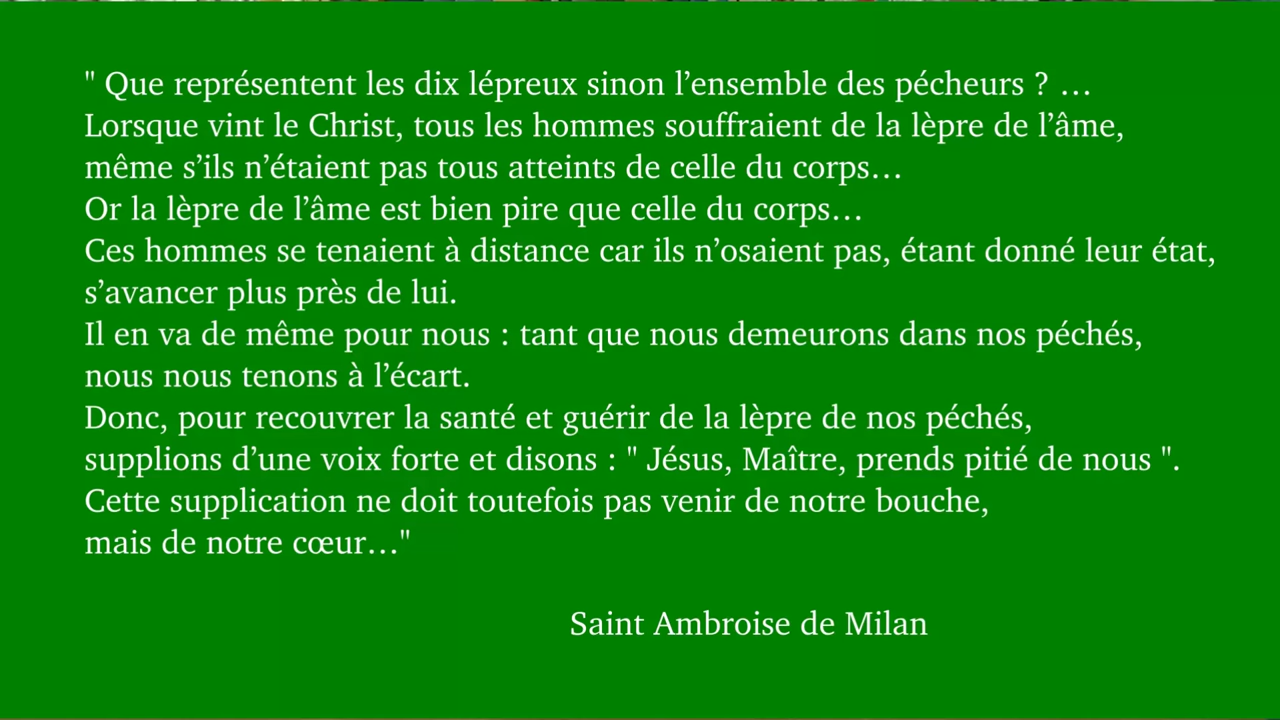 " Que représentent les dix lépreux sinon l’ensemble des pécheurs ? …
Lorsque vint le Christ, tous les hommes souffraient de la lèpre de l’âme,
même s’ils n’étaient pas tous atteints de celle du corps…
Or la lèpre de l’âme est bien pire que celle du corps…
Ces hommes se tenaient à distance car ils n’osaient pas, étant donné leur état,
s’avancer plus près de lui.
Il en va de même pour nous : tant que nous demeurons dans nos péchés,
nous nous tenons à l’écart.
Donc, pour recouvrer la santé et guérir de la lèpre de nos péchés,
supplions d’une voix forte et disons : " Jésus, Maître, prends pitié de nous ".
Cette supplication ne doit toutefois pas venir de notre bouche,
mais de notre cœur…"
Saint Ambroise de Milan